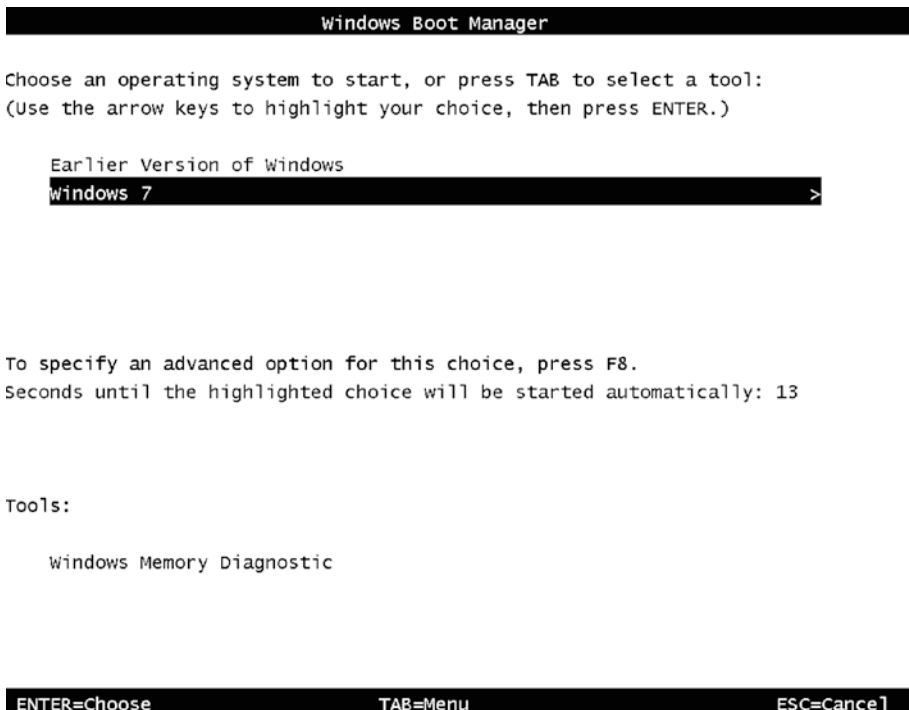 Windows Boot Manager
Choose an operating system to start, or press TAB to select a tool:
(Use the arrow keys to highlight your choice, then press ENTER.)
Earlier Version of Windows
Windows 7 >
To specify an advanced option for this choice, press F8.
Seconds until the highlighted choice will be started automatically: 13
Tools:
Windows Memory Diagnostic
ENTER=Choose TAB=Menu ESC=Cancel